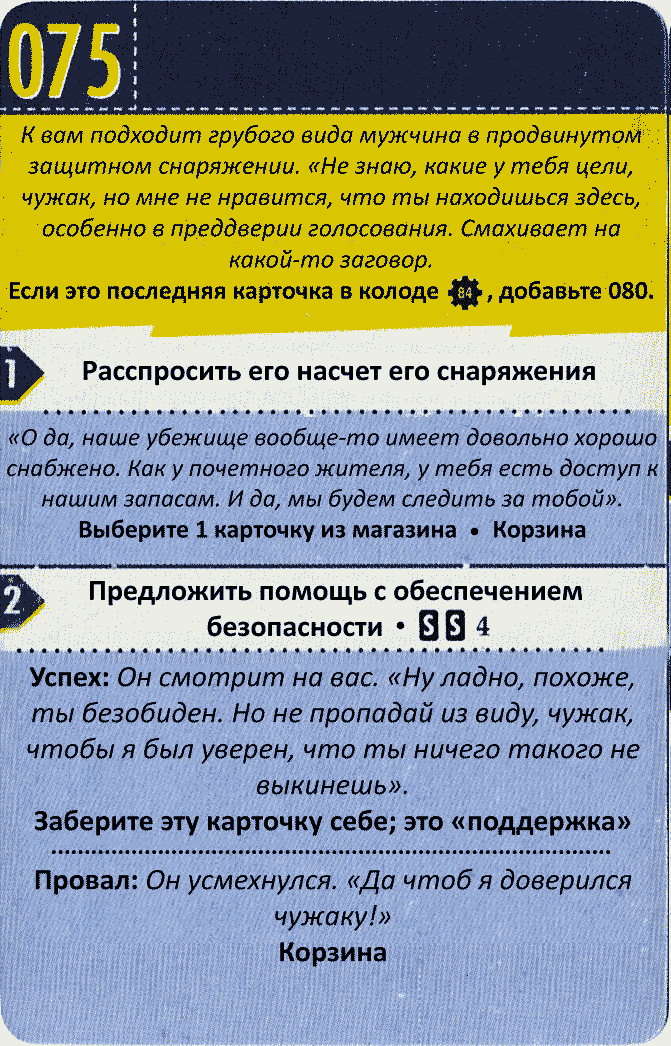 075
К вам подходит грубого вида мужчина в продвинутом
защитном снаряжении. «Не знаю, какие у тебя цели,
чужак, но мне не нравится, что ты находишься здесь,
особенно в преддверии голосования. Смахивает на
какой-то заговор.
Если это последняя карточка в колоде 84, добавьте 080.
1 Расспросить его насчет его снаряжения
«О да, наше убежище вообще-то имеет довольно хорошо
снабжено. Как у почетного жителя, у тебя есть доступ к
нашим запасам. И да, мы будем следить за тобой».
Выберите 1 карточку из магазина • Корзина
2 Предложить помощь с обеспечением
безопасности • S S 4
Успех: Он смотрит на вас. «Ну ладно, похоже,
ты безобиден. Но не пропадай из виду, чужак,
чтобы я был уверен, что ты ничего такого не
выкинешь».
Заберите эту карточку себе; это «поддержка»
Провал: Он усмехнулся. «Да чтоб я доверился
чужаку!»
Корзина